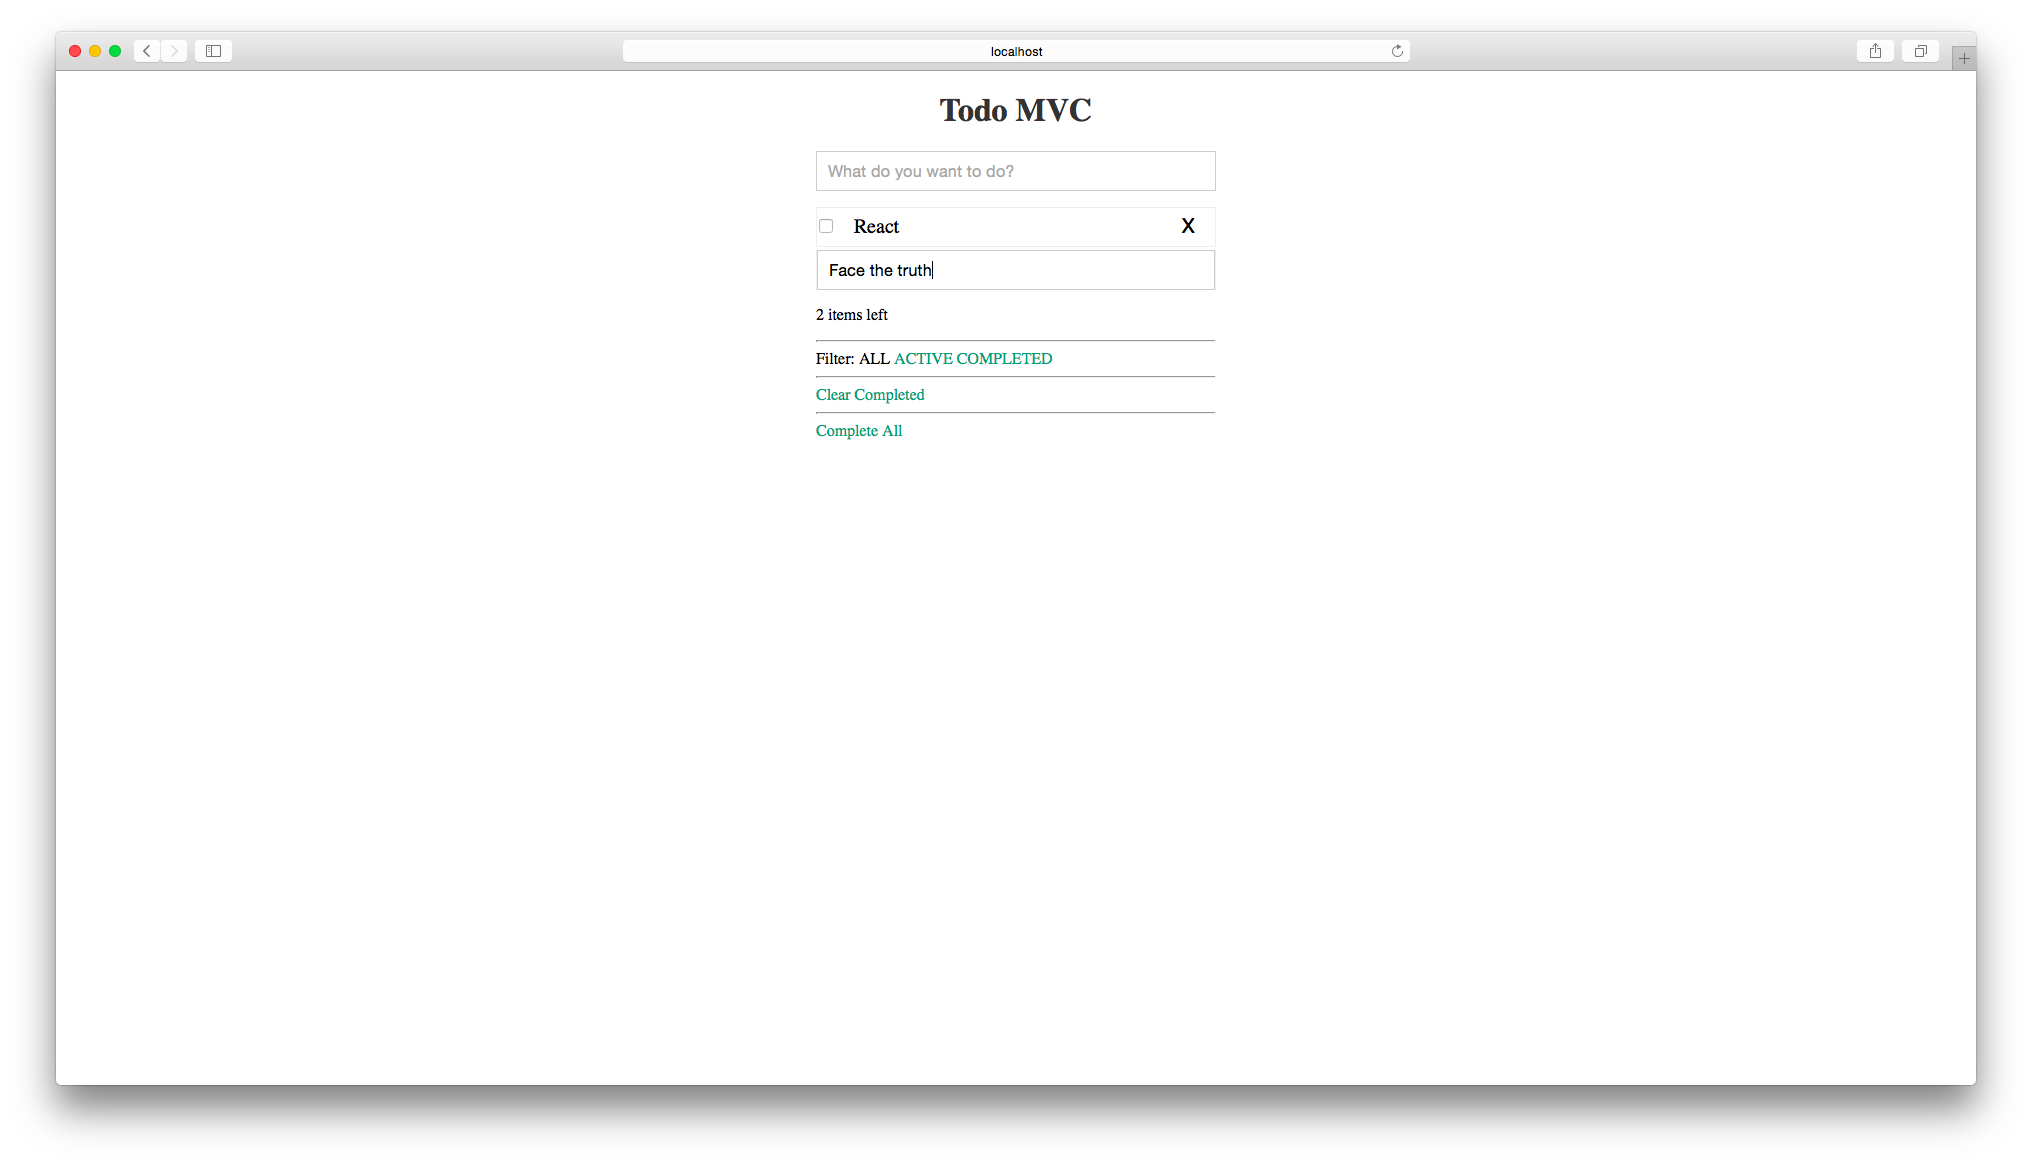 localhost
Todo MVC
What do you want to do?
React X
Face the truth
2 items left
Filter: ALL ACTIVE COMPLETED
Clear Completed
Complete All